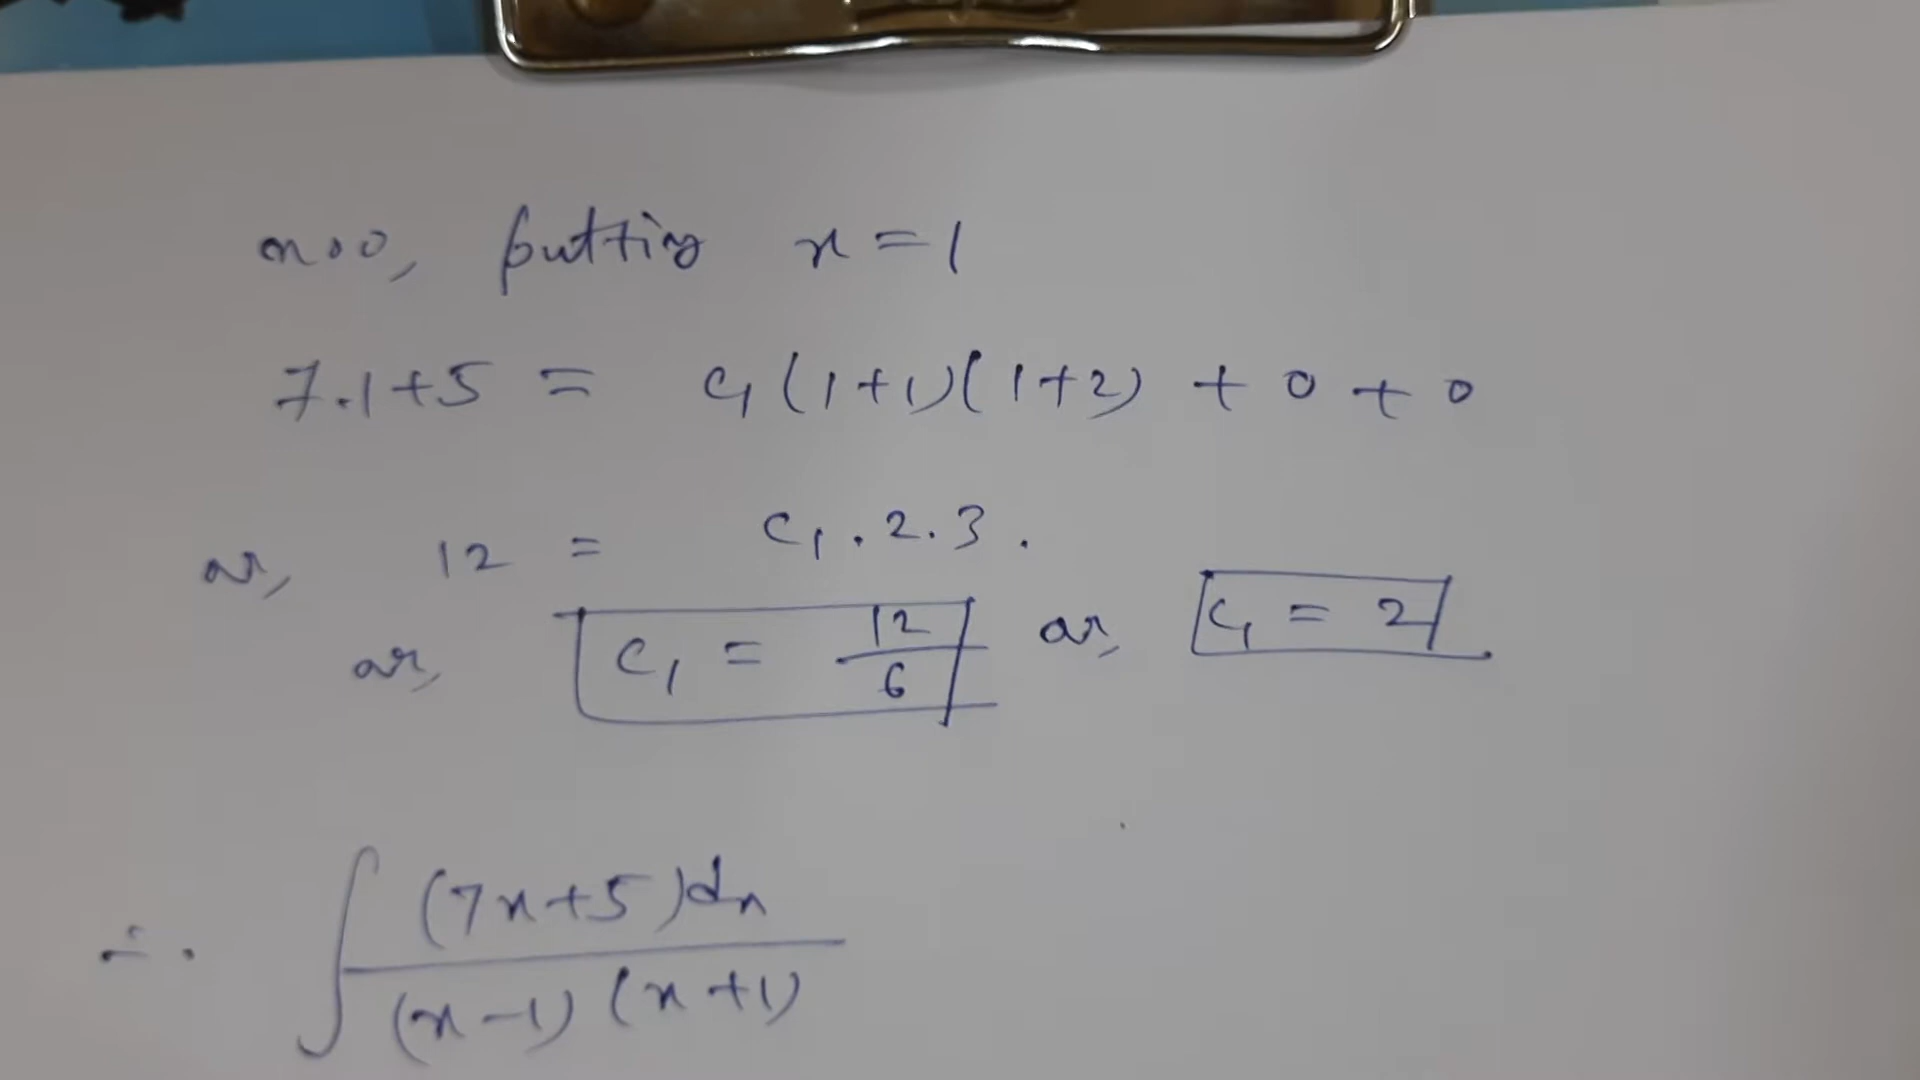 now, putting x = 1
7.1+5 = C₁(1+1)(1+2) + 0 + 0
or, 12 = C₁.2.3.
or, C₁ = 12/6 or, C₁ = 2
∴ ∫ (7x+5)dx / (x-1)(x+1)